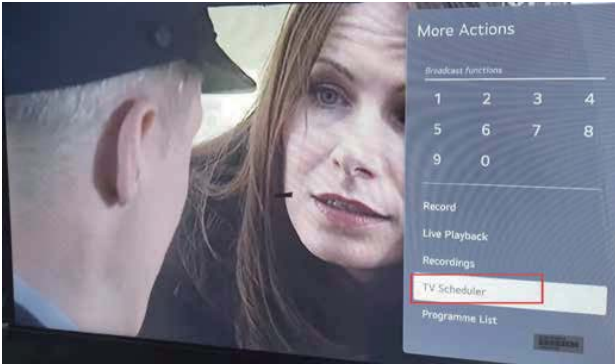 More Actions
Broadcast functions
1 2 3 4
5 6 7 8
9 0
Record
Live Playback
Recordings
TV Scheduler
Programme List